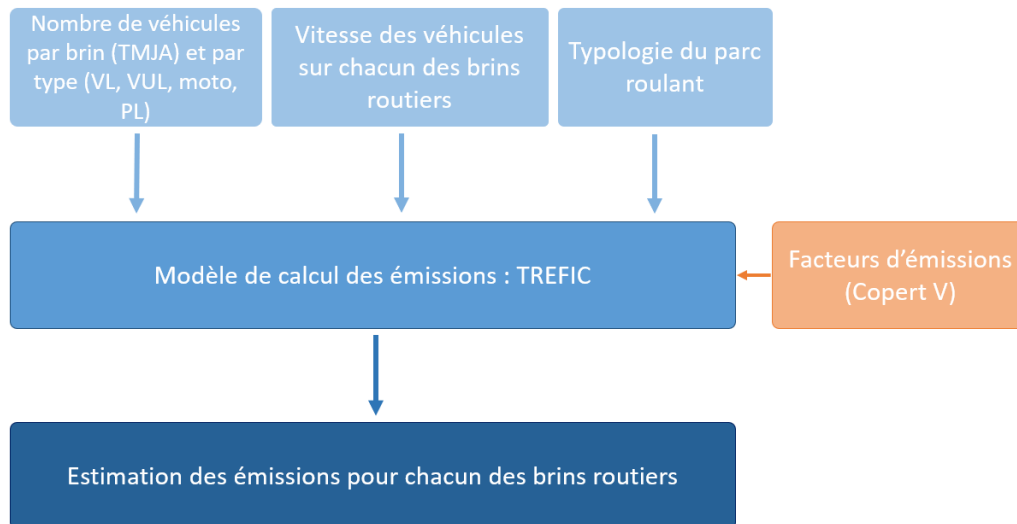 Nombre de véhicules
par brin (TMJA) et par
type (VL, VUL, moto,
PL)
Vitesse des véhicules
sur chacun des brins
routiers
Typologie du parc
roulant
Modèle de calcul des émissions : TREFIC
Facteurs d'émissions
(Copert V)
Estimation des émissions pour chacun des brins routiers